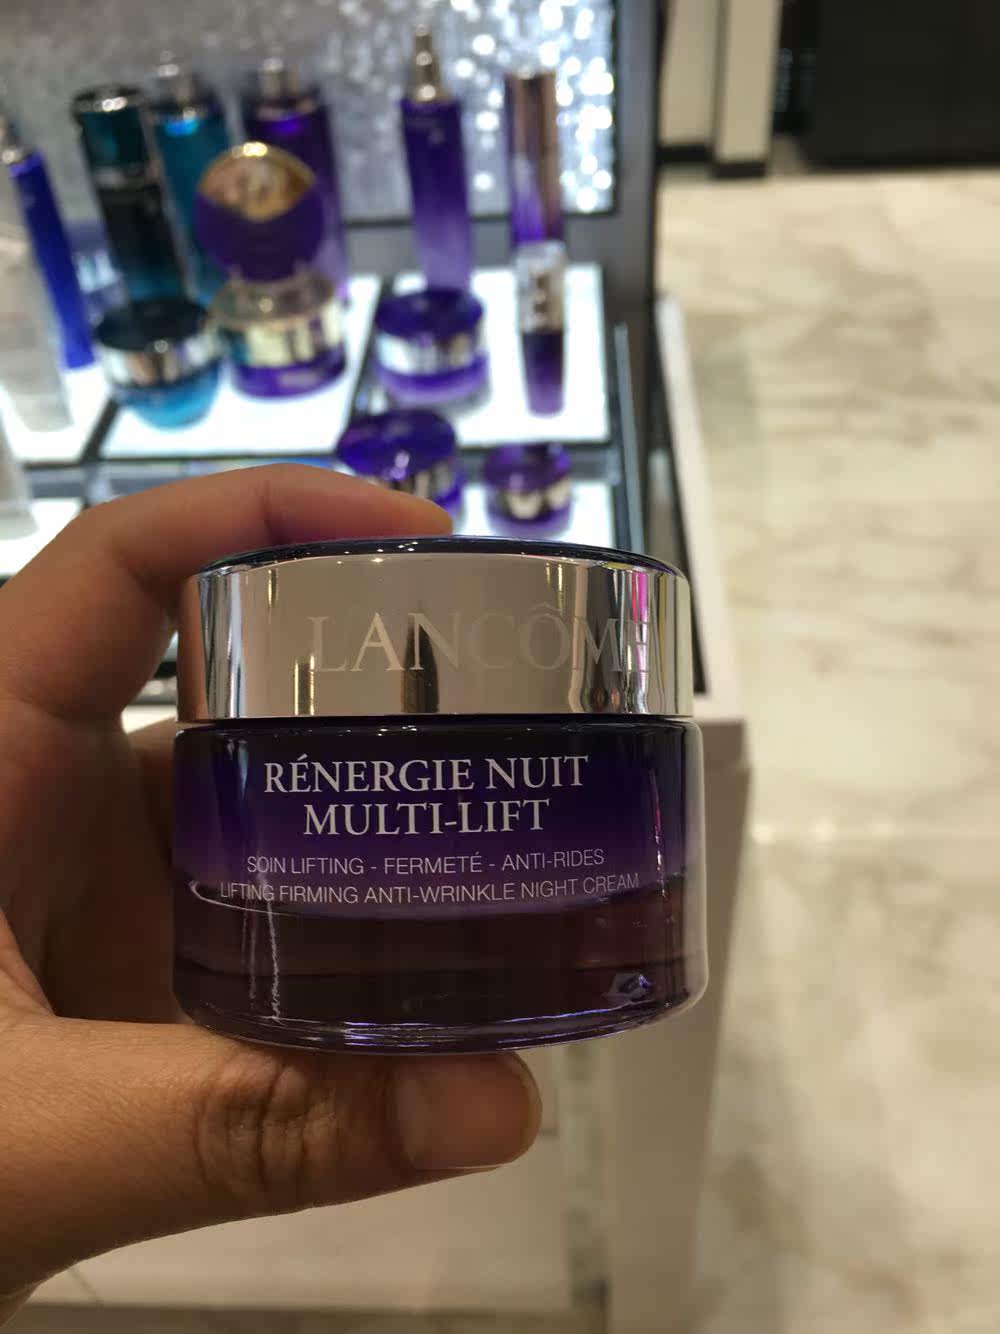 LANCÔME
RÉNERGIE NUIT
MULTI-LIFT
SOIN LIFTING - FERMETÉ - ANTI-RIDES
LIFTING FIRMING ANTI-WRINKLE NIGHT CREAM